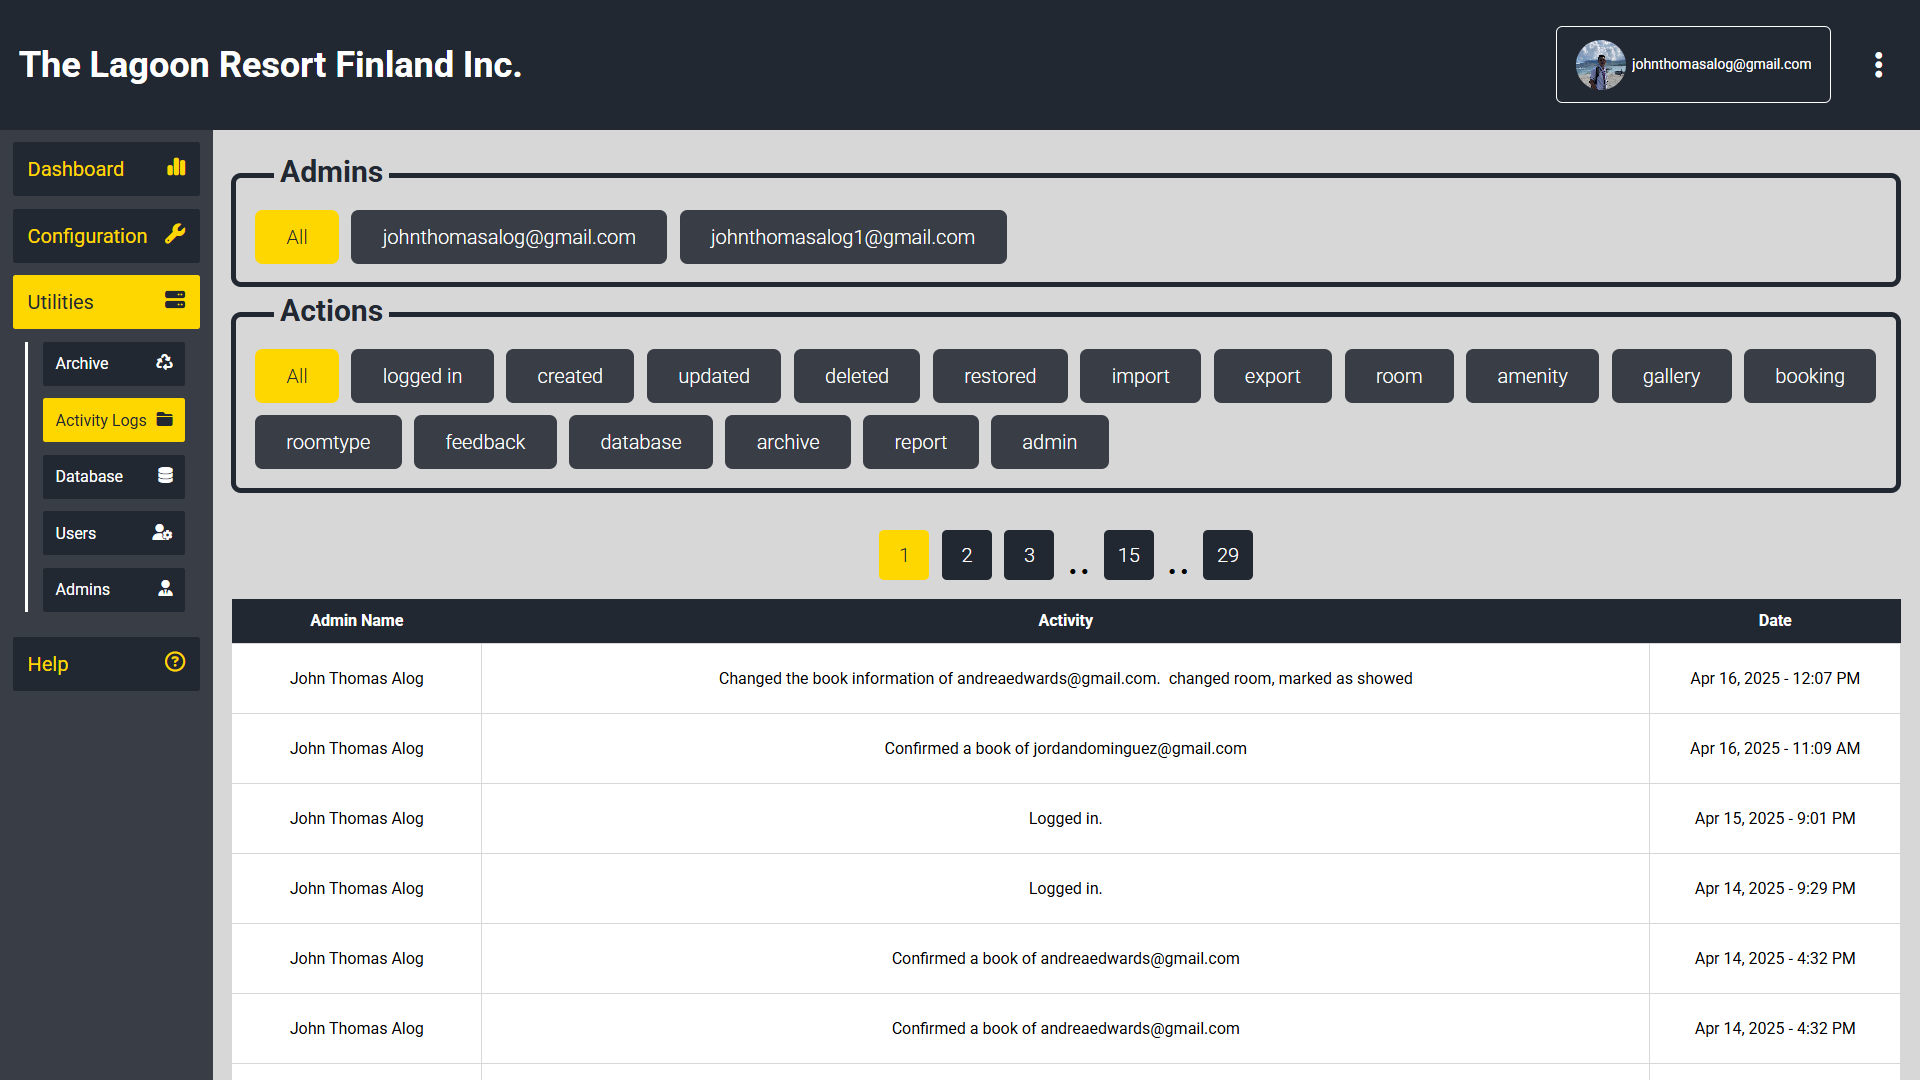 The Lagoon Resort Finland Inc.
johnthomasalog@gmail.com
Dashboard
Configuration
Utilities
Archive
Activity Logs
Database
Users
Admins
Help
Admins
All johnthomasalog@gmail.com johnthomasalog1@gmail.com
Actions
All logged in created updated deleted restored import export room amenity gallery booking
roomtype feedback database archive report admin
1 2 3 .. 15 .. 29
Admin Name Activity Date
John Thomas Alog Changed the book information of andreaedwards@gmail.com.  changed room, marked as showed Apr 16, 2025 - 12:07 PM
John Thomas Alog Confirmed a book of jordandominguez@gmail.com Apr 16, 2025 - 11:09 AM
John Thomas Alog Logged in. Apr 15, 2025 - 9:01 PM
John Thomas Alog Logged in. Apr 14, 2025 - 9:29 PM
John Thomas Alog Confirmed a book of andreaedwards@gmail.com Apr 14, 2025 - 4:32 PM
John Thomas Alog Confirmed a book of andreaedwards@gmail.com Apr 14, 2025 - 4:32 PM